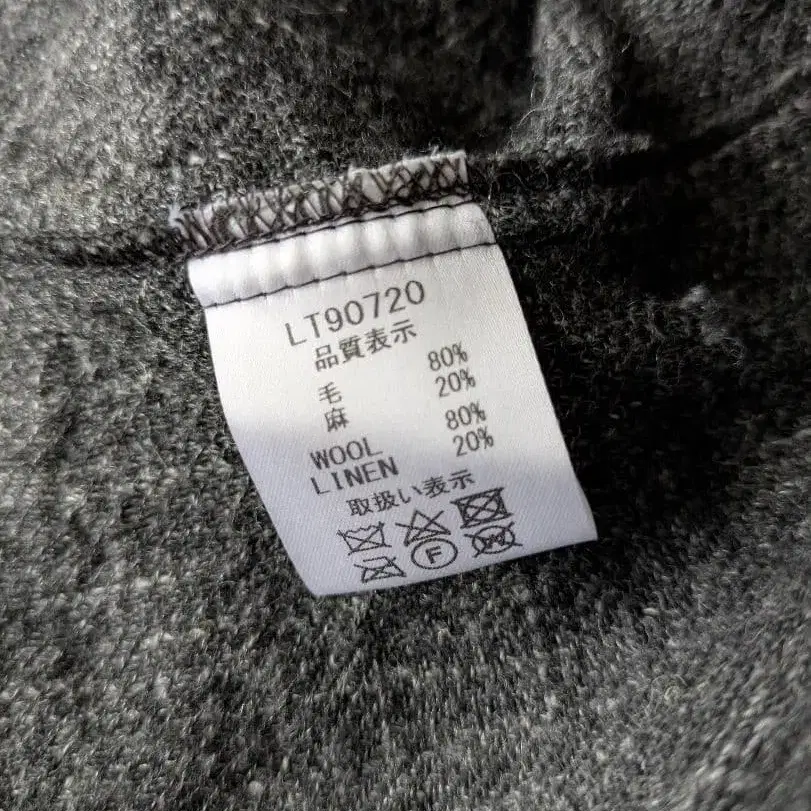 LT90720
品質表示
毛 80%
麻 20%
WOOL 80%
LINEN 20%
取扱い表示
F
W